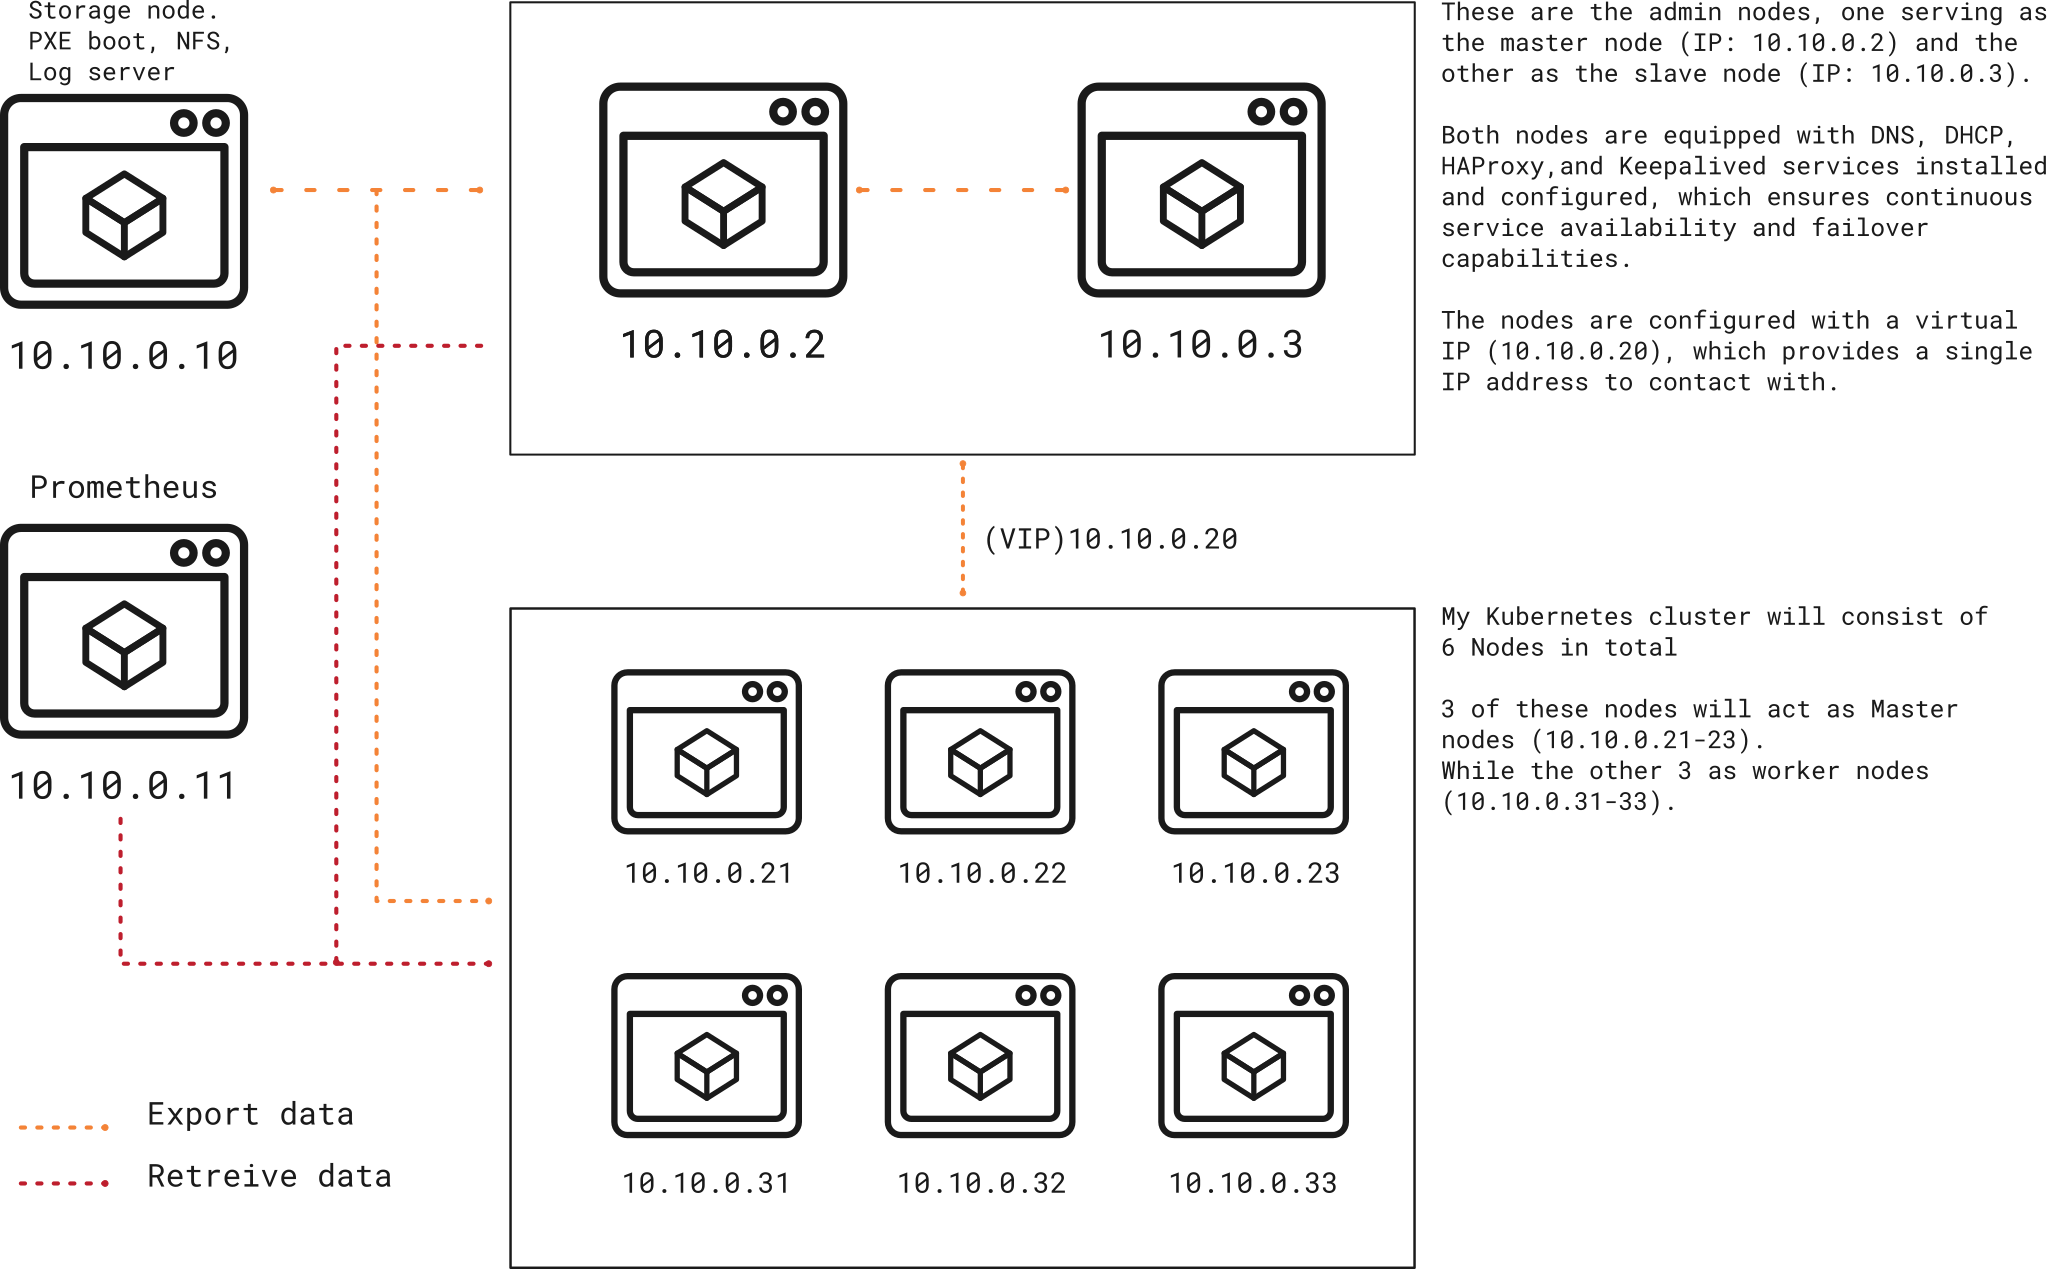 Storage node.
PXE boot, NFS,
Log server
10.10.0.10
Prometheus
10.10.0.11
10.10.0.2
10.10.0.3
These are the admin nodes, one serving as
the master node (IP: 10.10.0.2) and the
other as the slave node (IP: 10.10.0.3).
Both nodes are equipped with DNS, DHCP,
HAProxy,and Keepalived services installed
and configured, which ensures continuous
service availability and failover
capabilities.
The nodes are configured with a virtual
IP (10.10.0.20), which provides a single
IP address to contact with.
(VIP)10.10.0.20
10.10.0.21
10.10.0.22
10.10.0.23
10.10.0.31
10.10.0.32
10.10.0.33
My Kubernetes cluster will consist of
6 Nodes in total
3 of these nodes will act as Master
nodes (10.10.0.21-23).
While the other 3 as worker nodes
(10.10.0.31-33).
Export data
Retreive data